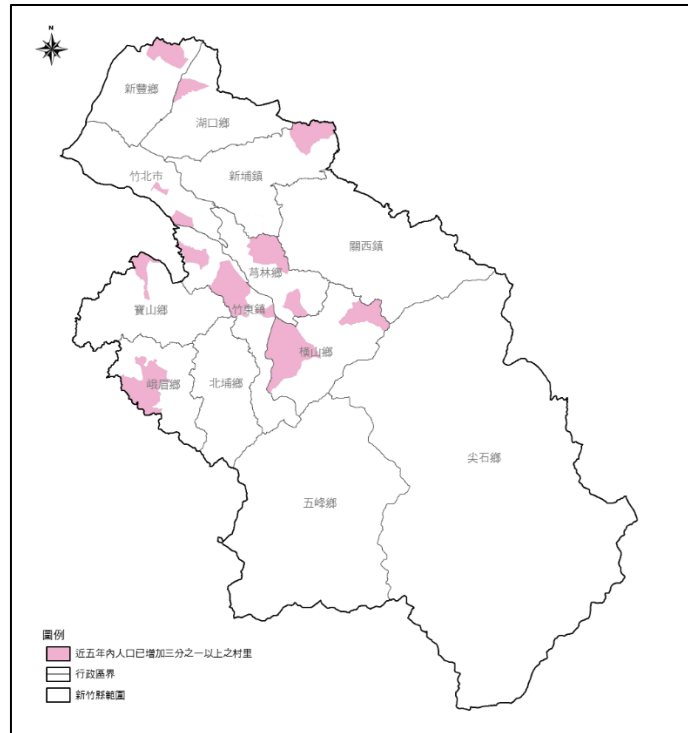 N
新豐鄉
湖口鄉
竹北市
新埔鎮
關西鎮
芎林鄉
寶山鄉
竹東鎮
橫山鄉
峨眉鄉
北埔鄉
尖石鄉
五峰鄉
圖例
近五年內人口已增加三分之一以上之村里
行政區界
新竹縣範圍